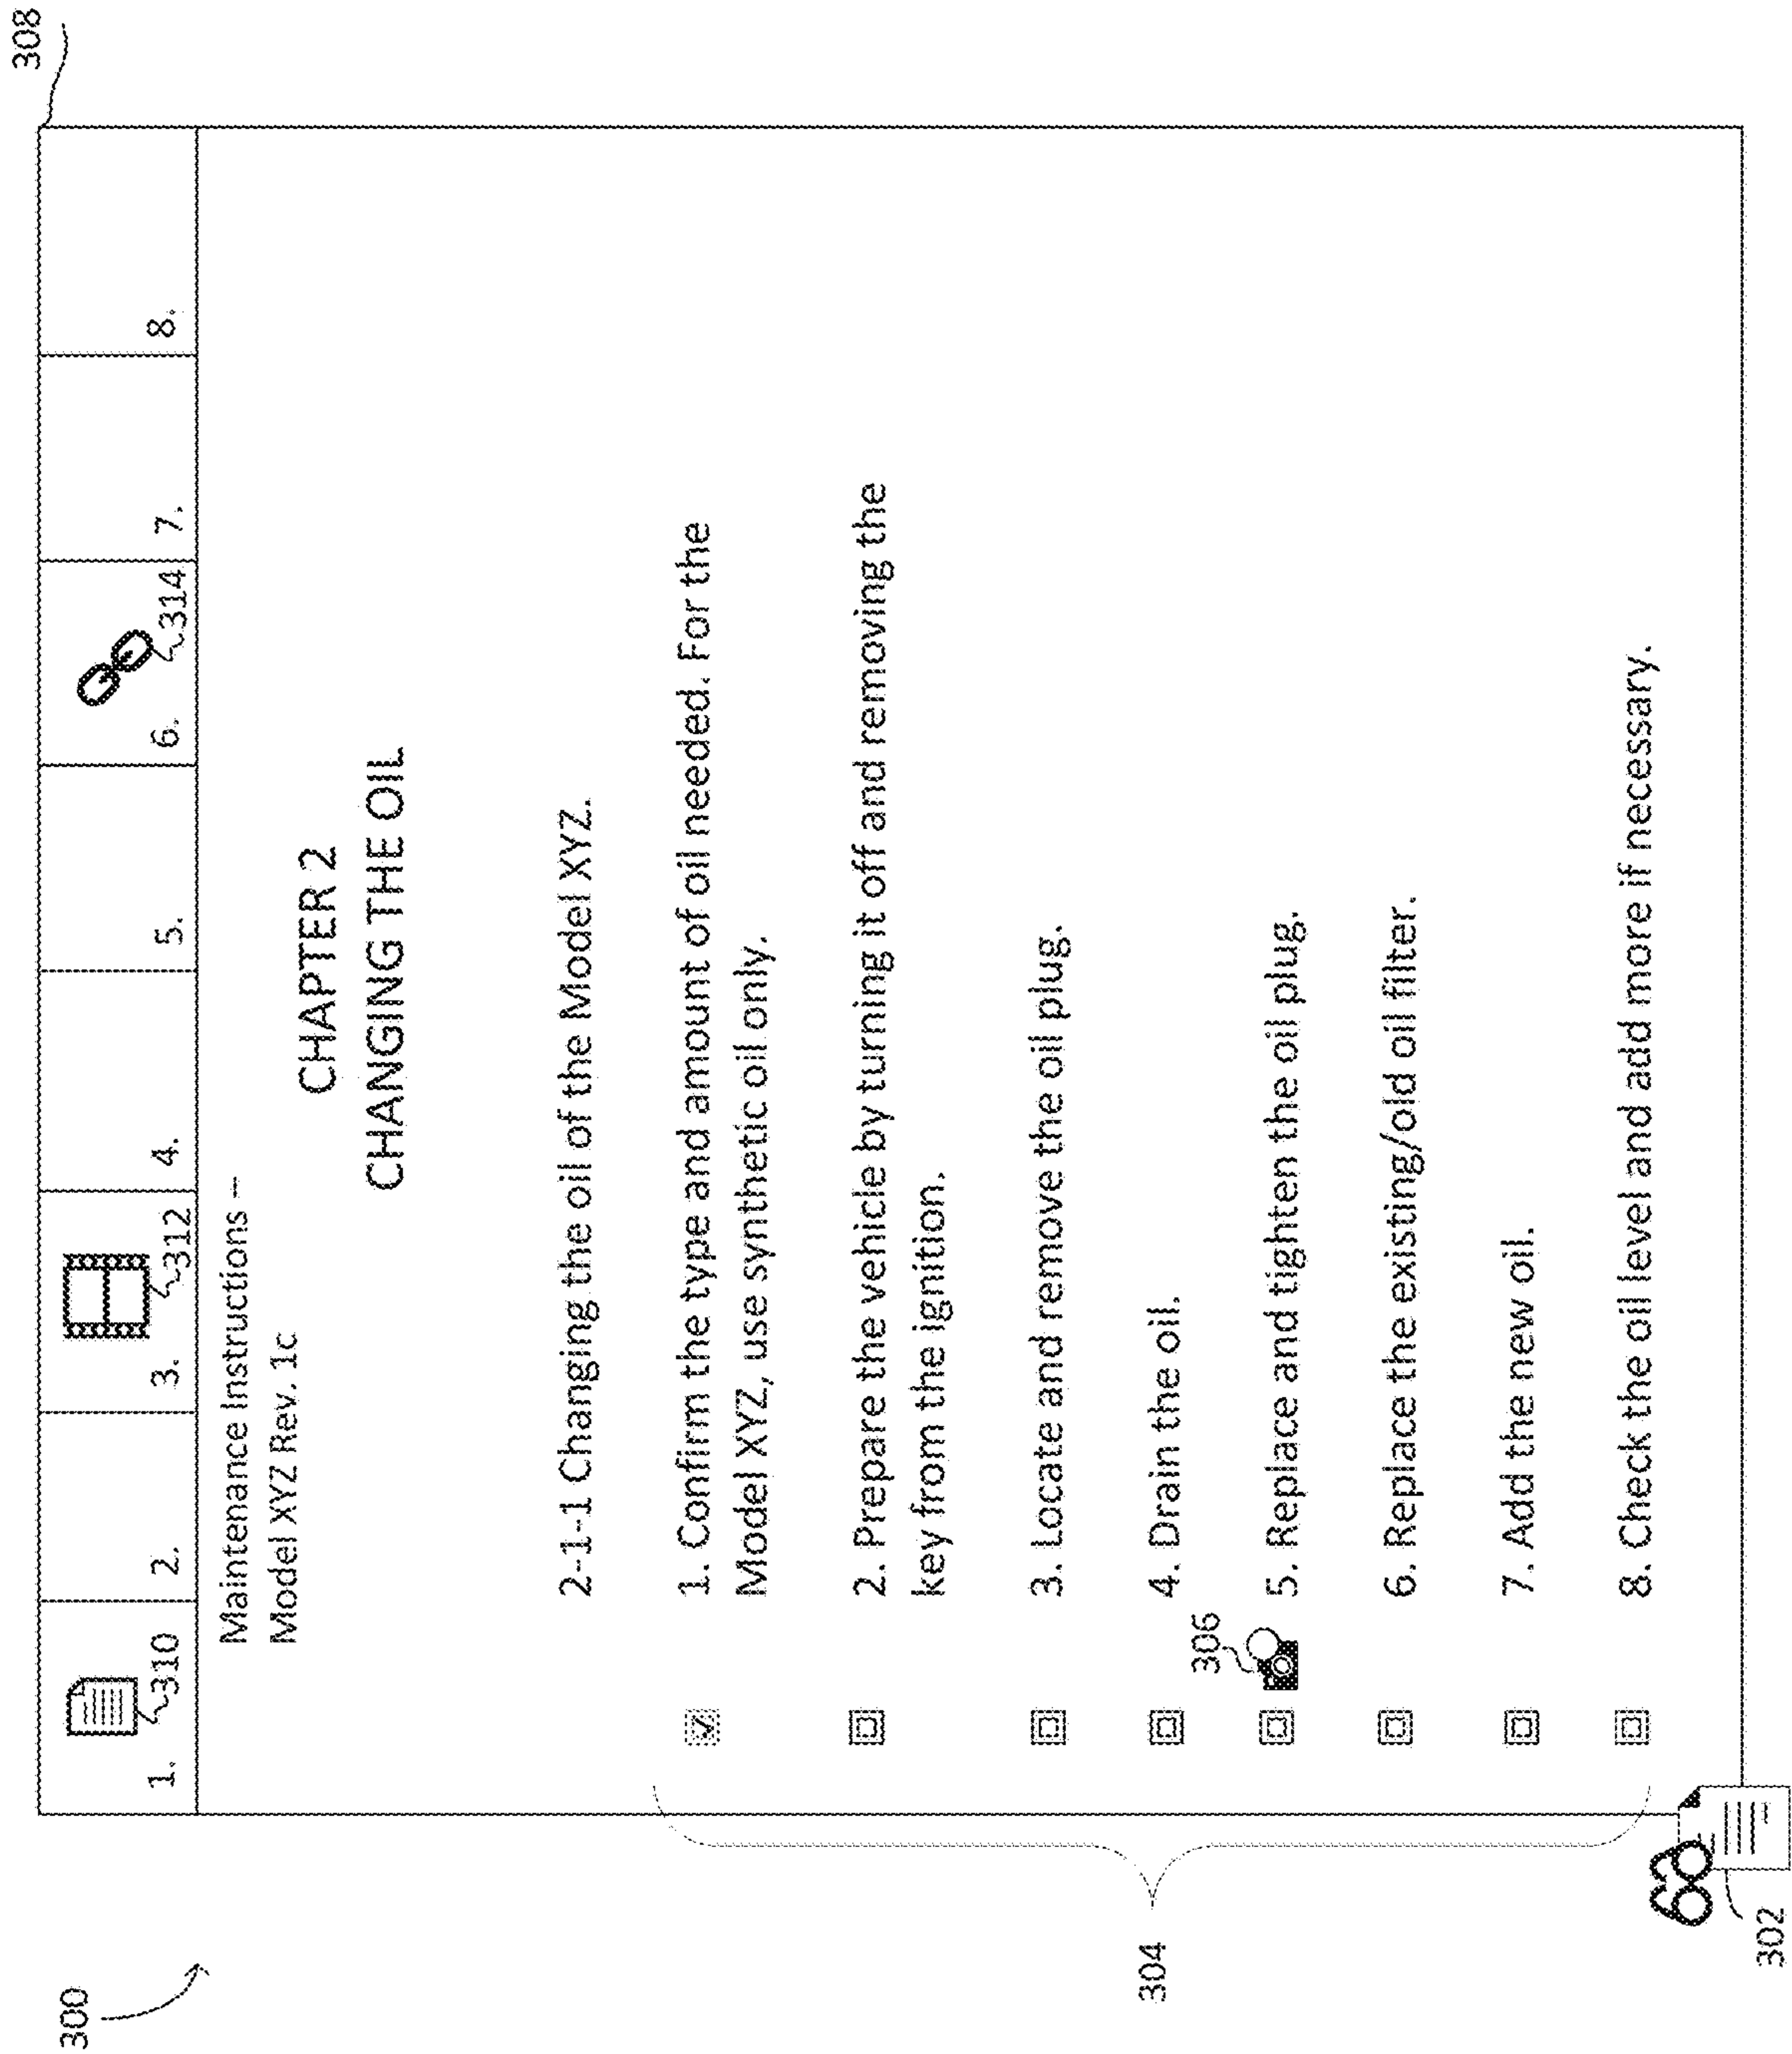 300
308
1.
310
2.
3.
312
4.
5.
6.
314
7.
8.
Maintenance Instructions –
Model XYZ Rev. 1c
CHAPTER 2
CHANGING THE OIL
2-1-1 Changing the oil of the Model XYZ.
1. Confirm the type and amount of oil needed. For the
Model XYZ, use synthetic oil only.
2. Prepare the vehicle by turning it off and removing the
key from the ignition.
3. Locate and remove the oil plug.
4. Drain the oil.
306
5. Replace and tighten the oil plug.
6. Replace the existing/old oil filter.
7. Add the new oil.
8. Check the oil level and add more if necessary.
304
302